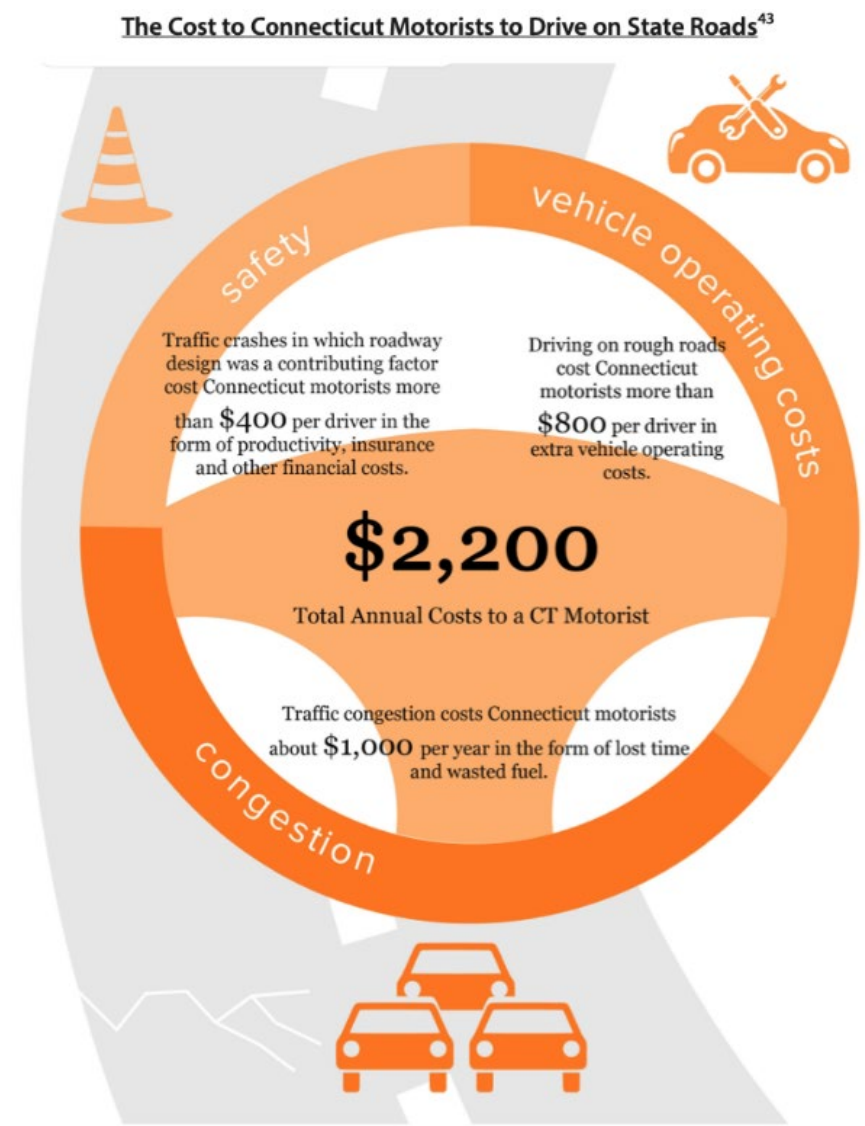 The Cost to Connecticut Motorists to Drive on State Roads43
safety
vehicle operating costs
Traffic crashes in which roadway
design was a contributing factor
cost Connecticut motorists more
than $400 per driver in the
form of productivity, insurance
and other financial costs.
Driving on rough roads
cost Connecticut
motorists more than
$800 per driver in
extra vehicle operating
costs.
$2,200
Total Annual Costs to a CT Motorist
Traffic congestion costs Connecticut motorists
about $1,000 per year in the form of lost time
and wasted fuel.
congestion